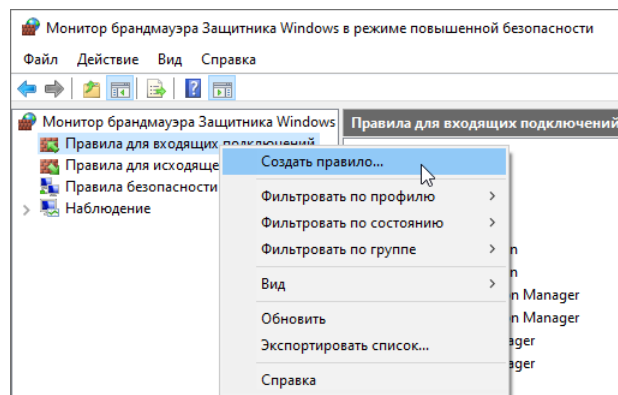 Монитор брандмауэра Защитника Windows в режиме повышенной безопасности
Файл Действие Вид Справка
Монитор брандмауэра Защитника Windows
Правила для входящих подключений
Правила для входящих подключений
Правила для исходяще
Правила безопасности
Наблюдение
Создать правило...
Фильтровать по профилю
Фильтровать по состоянию
Фильтровать по группе
Вид
Обновить
Экспортировать список...
Справка
n
n
n Manager
n Manager
ager
ager